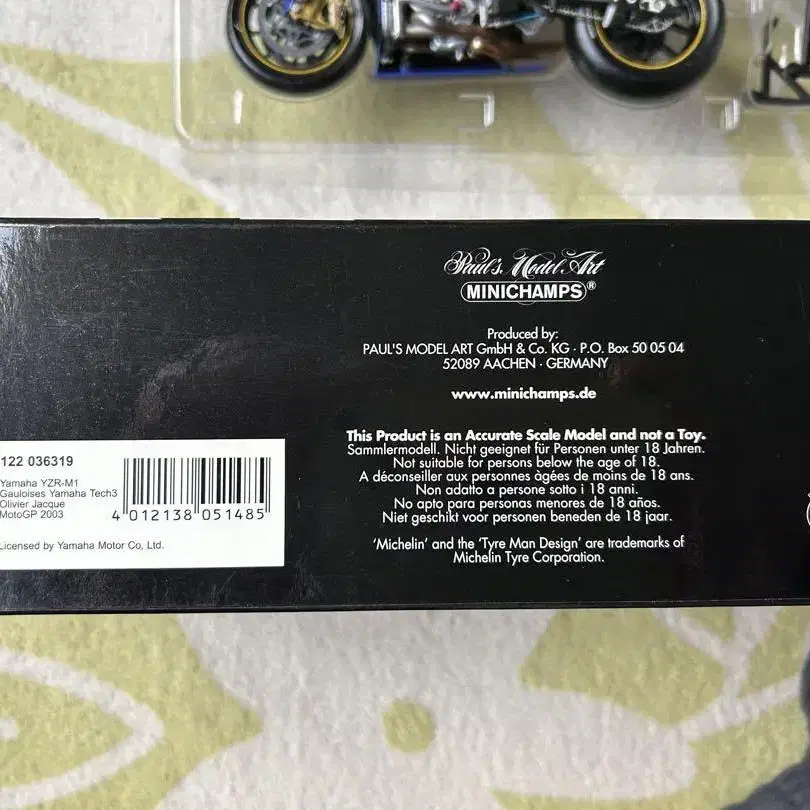 Paul's Model Art
MINICHAMPS®
Produced by:
PAUL'S MODEL ART GmbH & Co. KG · P.O. Box 50 05 04
52089 AACHEN · GERMANY
www.minichamps.de
This Product is an Accurate Scale Model and not a Toy.
Sammlermodell. Nicht geeignet für Personen unter 18 Jahren.
Not suitable for persons below the age of 18.
A déconseiller aux personnes âgées de moins de 18 ans.
Non adatto a persone sotto i 18 anni.
No apto para personas menores de 18 años.
Niet geschikt voor personen beneden de 18 jaar.
'Michelin' and the 'Tyre Man Design' are trademarks of
Michelin Tyre Corporation.
122 036319
Yamaha YZR-M1
Gauloises Yamaha Tech3
Olivier Jacque
MotoGP 2003
4 012138 051485
Licensed by Yamaha Motor Co, Ltd.